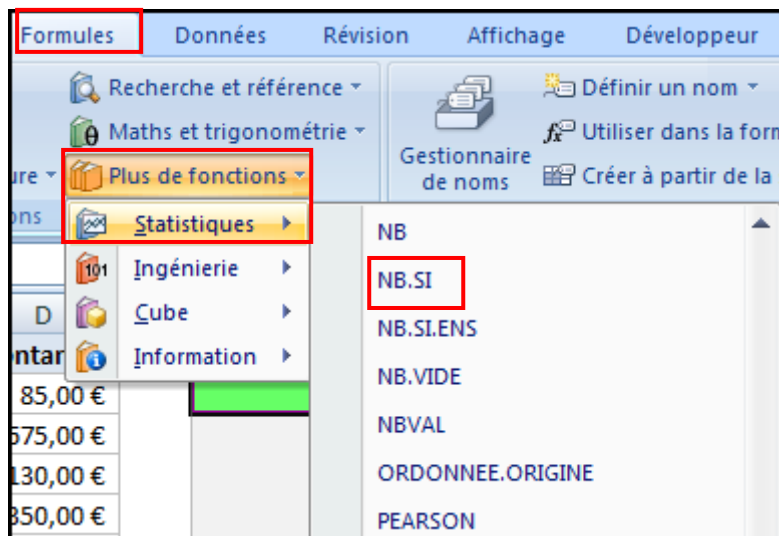 Formules Données Révision Affichage Développeur
Recherche et référence
Maths et trigonométrie
Plus de fonctions
Gestionnaire de noms
Définir un nom
Utiliser dans la
Créer à partir de la
Statistiques
Ingénierie
Cube
Information
NB
NB.SI
NB.SI.ENS
NB.VIDE
NBVAL
ORDONNEE.ORIGINE
PEARSON
101
D
85,00 €
575,00 €
130,00 €
350,00 €